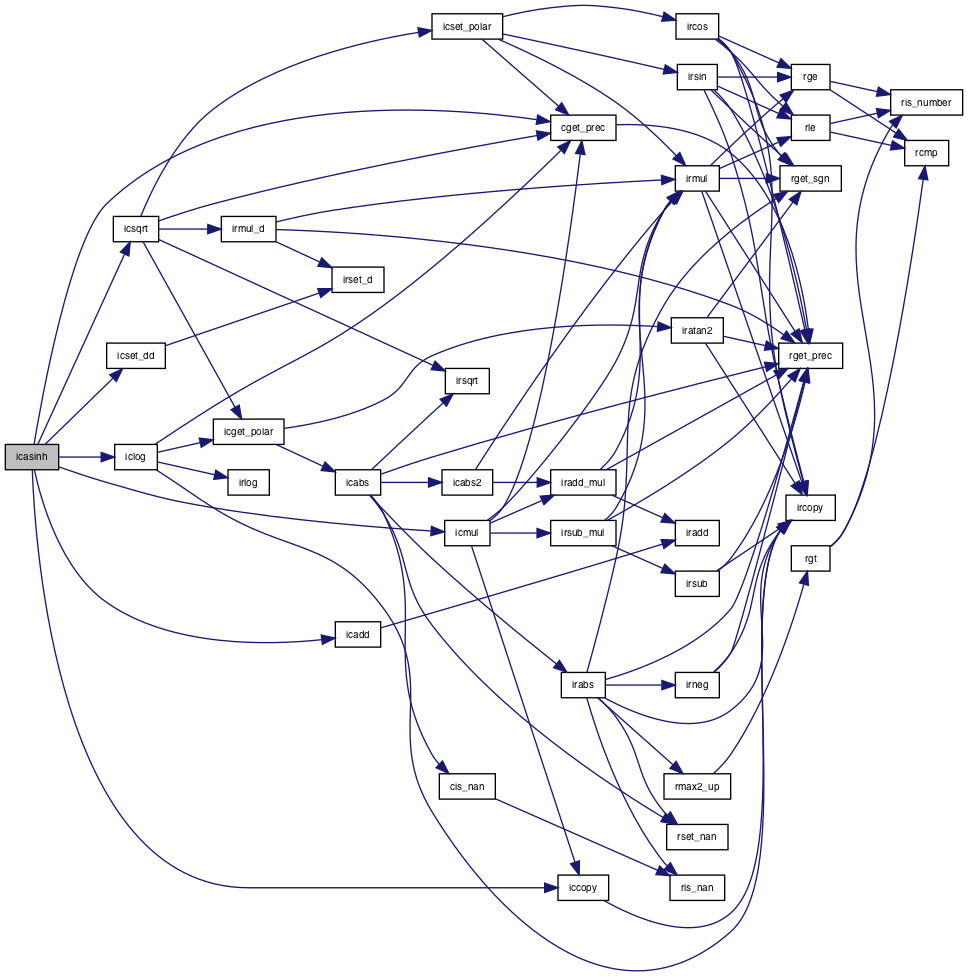 icasinh
icsqrt
icset_dd
iclog
icset_polar
irmul_d
irset_d
icget_polar
irlog
icadd
icabs
irsqrt
icabs2
icmul
cis_nan
cget_prec
iradd_mul
irsub_mul
irabs
iccopy
ircos
irsin
irmul
iratan2
iradd
irsub
irneg
rmax2_up
rset_nan
ris_nan
rge
rle
rget_sgn
rget_prec
ircopy
rgt
ris_number
rcmp